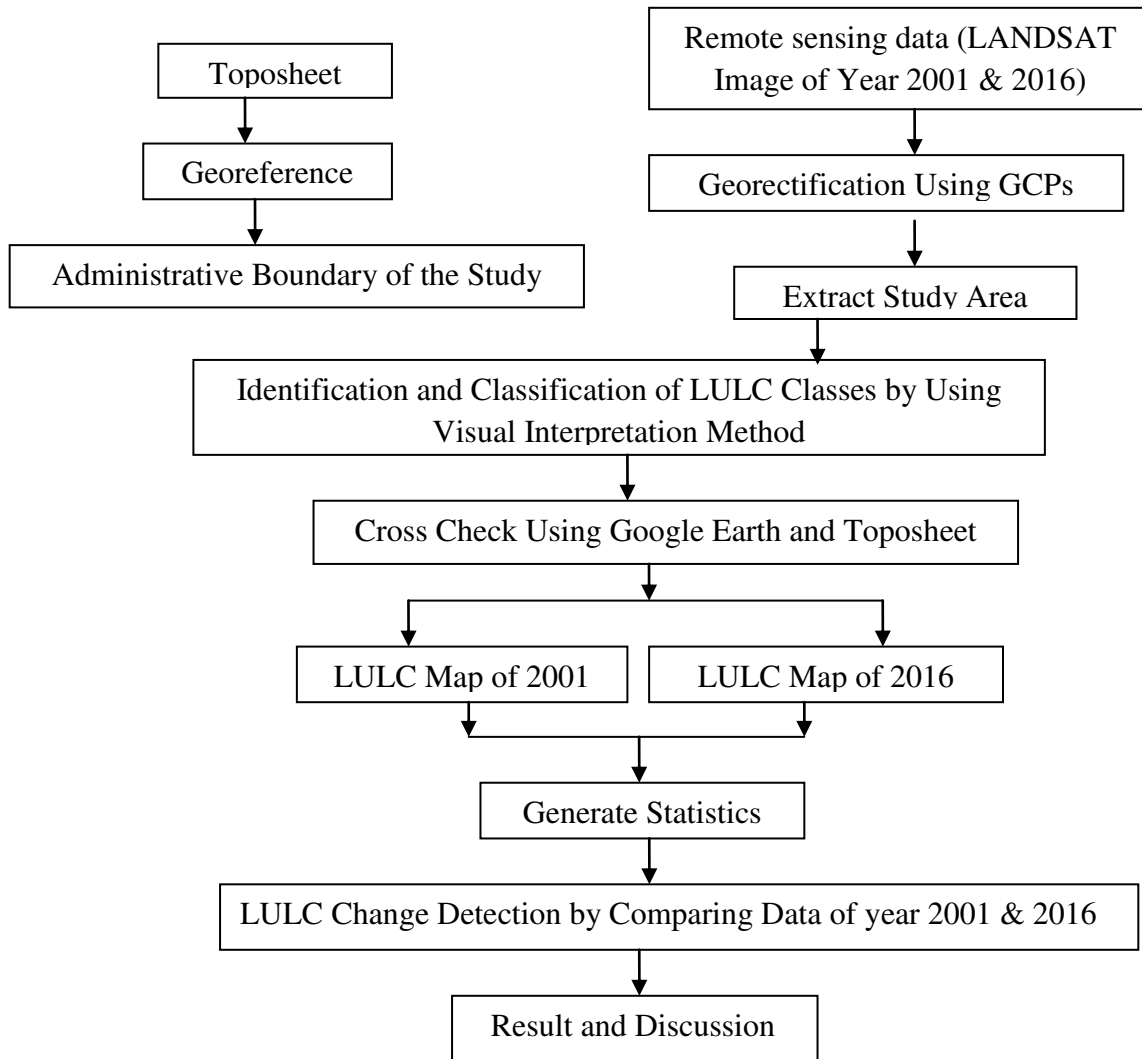 Toposheet
Georeference
Administrative Boundary of the Study
Remote sensing data (LANDSAT
Image of Year 2001 & 2016)
Georectification Using GCPs
Extract Study Area
Identification and Classification of LULC Classes by Using
Visual Interpretation Method
Cross Check Using Google Earth and Toposheet
LULC Map of 2001
LULC Map of 2016
Generate Statistics
LULC Change Detection by Comparing Data of year 2001 & 2016
Result and Discussion